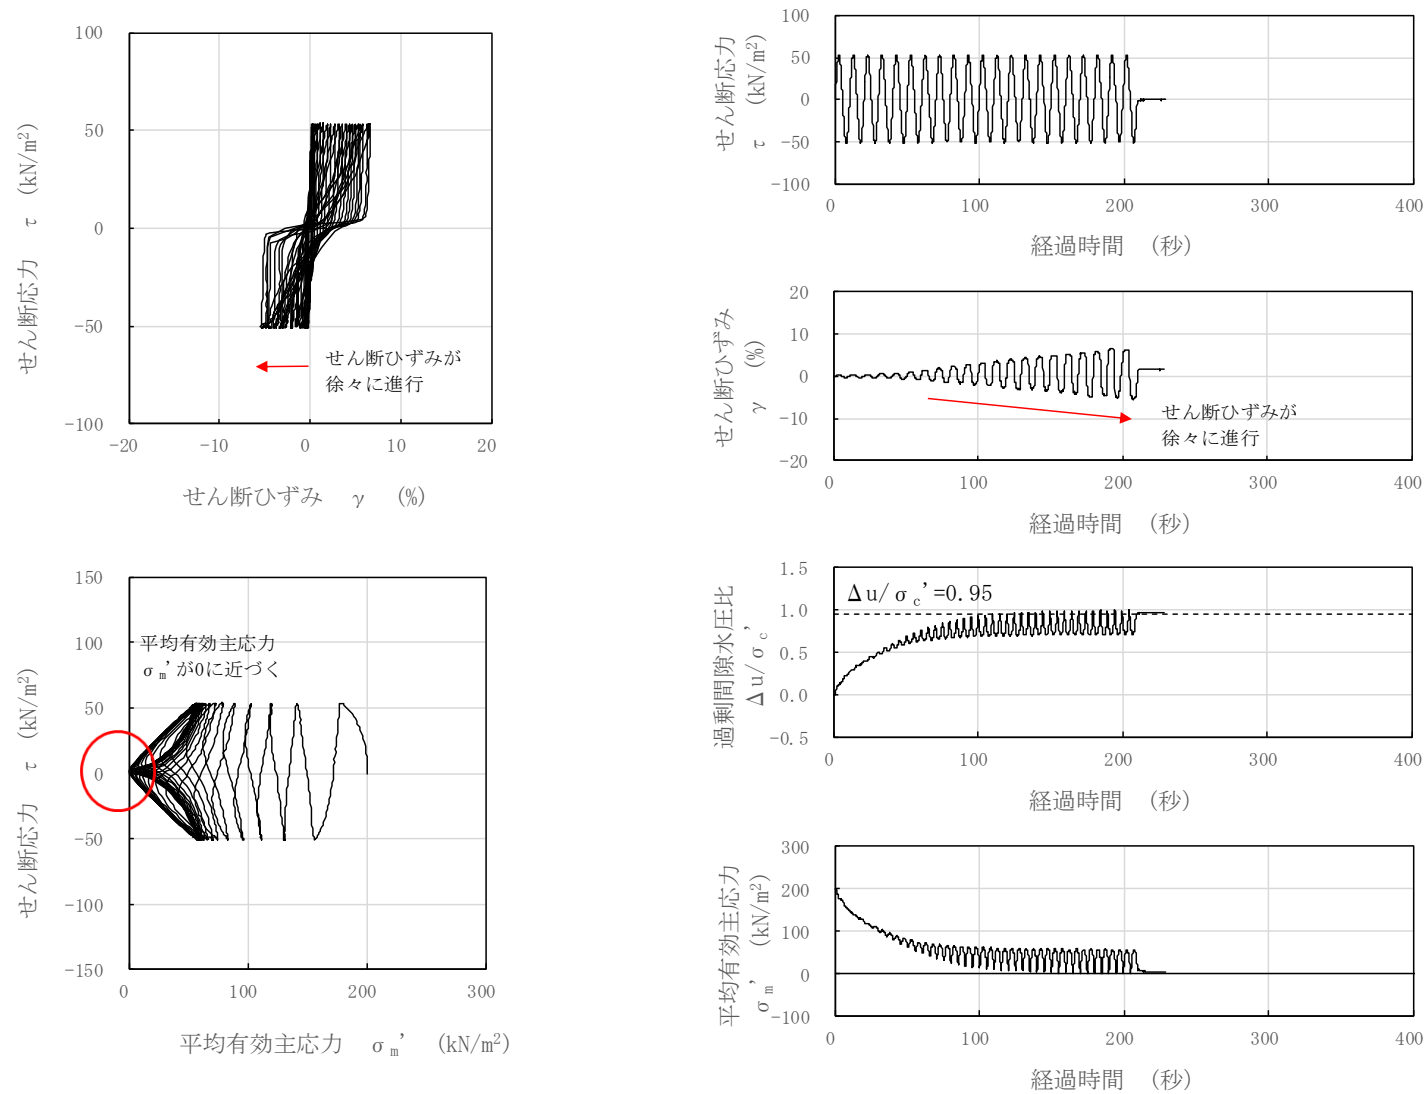 せん断応力 τ (kN/m²)
100
50
0
-50
-100
-20
-10
0
10
20
せん断ひずみが
徐々に進行
せん断ひずみ γ (%)
せん断応力
τ (kN/m²)
100
50
0
-50
-100
0
100
200
300
400
経過時間 (秒)
せん断ひずみ
γ (%)
20
10
0
-10
-20
せん断ひずみが
徐々に進行
0
100
200
300
400
経過時間 (秒)
せん断応力 τ (kN/m²)
150
100
50
0
-50
-100
-150
平均有効主応力
σm'が0に近づく
0
100
200
300
平均有効主応力 σm' (kN/m²)
過剰間隙水圧比
Δu/σc'
1.5
1.0
0.5
0.0
-0.5
Δu/σc'=0.95
0
100
200
300
400
経過時間 (秒)
平均有効主応力
σm' (kN/m²)
300
200
100
0
-100
0
100
200
300
400
経過時間 (秒)